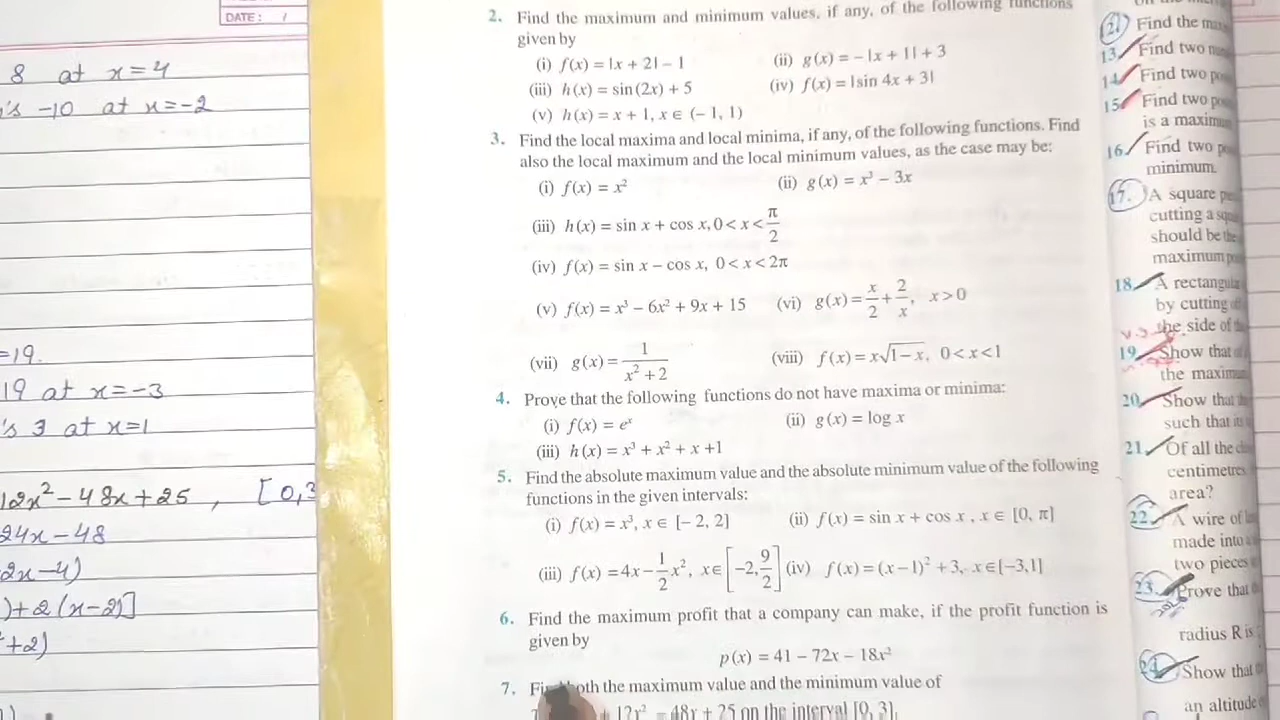 DATE: /
8 at x=4
's -10 at x=-2
=19.
19 at x=-3
's 3 at x=1
12x² - 48x + 25 , [0,3
24x - 48
2x - 4)
) + 2(x-2)]
²+2)
2. Find the maximum and minimum values, if any, of the following functions
given by
(i) f(x) = |x + 2| − 1 (ii) g(x) = − |x + 1| + 3
(iii) h(x) = sin(2x) + 5 (iv) f(x) = |sin 4x + 3|
(v) h(x) = x + 1, x ∈ (− 1, 1)
3. Find the local maxima and local minima, if any, of the following functions. Find
also the local maximum and the local minimum values, as the case may be:
(i) f(x) = x² (ii) g(x) = x³ − 3x
(iii) h(x) = sin x + cos x, 0 < x < π/2
(iv) f(x) = sin x − cos x, 0 < x < 2π
(v) f(x) = x³ − 6x² + 9x + 15 (vi) g(x) = x/2 + 2/x, x > 0
(vii) g(x) = 1/(x² + 2) (viii) f(x) = x√(1−x), 0 < x < 1
4. Prove that the following functions do not have maxima or minima:
(i) f(x) = eˣ (ii) g(x) = log x
(iii) h(x) = x³ + x² + x +1
5. Find the absolute maximum value and the absolute minimum value of the following
functions in the given intervals:
(i) f(x) = x³, x ∈ [− 2, 2] (ii) f(x) = sin x + cos x , x ∈ [0, π]
(iii) f(x) = 4x − 1/2 x², x ∈ [−2, 9/2] (iv) f(x) = (x−1)² + 3, x ∈ [−3,1]
6. Find the maximum profit that a company can make, if the profit function is
given by
p(x) = 41 − 72x − 18x²
7. both the maximum value and the minimum value of
+ 12x² − 48x + 25 on the interval [0, 3].
Find the
13. Find two
14. Find two
15. Find two
is a
16. Find two
minimum.
17. A square
cutting a
should be
maximum
18. A
by cutting
the side of
19. Show that
the
20. Show that
such that
21. Of all the
centimetres
area?
22. A wire of
made into
two pieces
23. Prove that
radius R is
24. Show that
an altitude